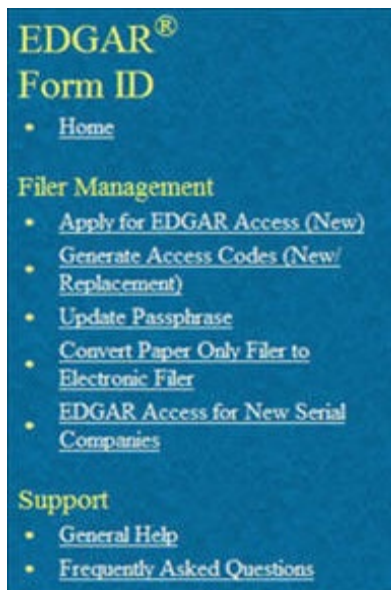 EDGAR®
Form ID
• Home
Filer Management
• Apply for EDGAR Access (New)
• Generate Access Codes (New/
Replacement)
• Update Passphrase
• Convert Paper Only Filer to
Electronic Filer
• EDGAR Access for New Serial
Companies
Support
• General Help
• Frequently Asked Questions